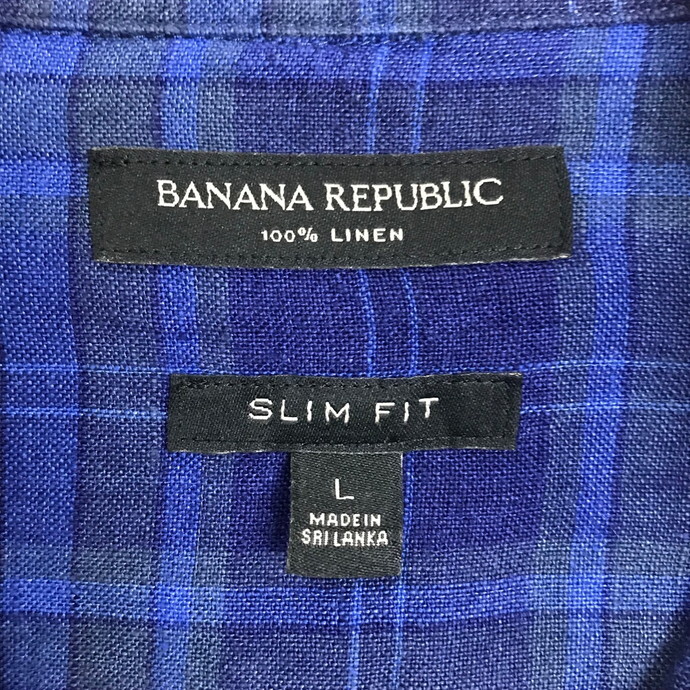 BANANA REPUBLIC
100% LINEN
SLIM FIT
L
MADE IN
SRI LANKA